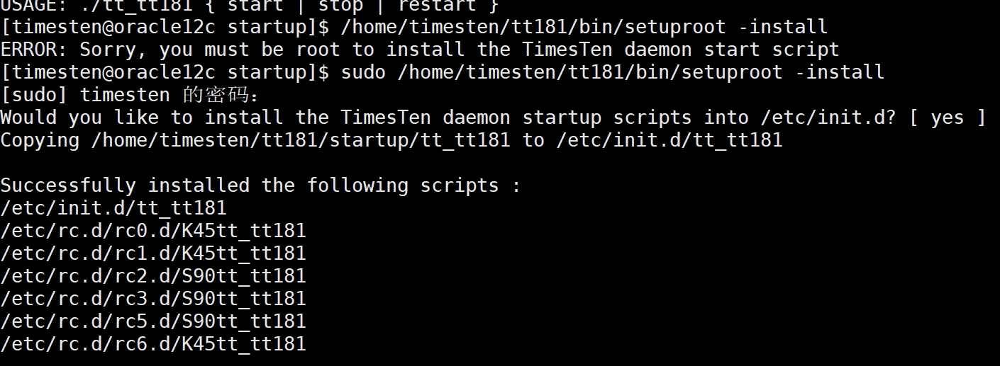 USAGE: ./tt_tt181 { start | stop | restart }
[timesten@oracle12c startup]$ /home/timesten/tt181/bin/setuproot -install
ERROR: Sorry, you must be root to install the TimesTen daemon start script
[timesten@oracle12c startup]$ sudo /home/timesten/tt181/bin/setuproot -install
[sudo] timesten 的密码：
Would you like to install the TimesTen daemon startup scripts into /etc/init.d? [ yes ]
Copying /home/timesten/tt181/startup/tt_tt181 to /etc/init.d/tt_tt181
Successfully installed the following scripts :
/etc/init.d/tt_tt181
/etc/rc.d/rc0.d/K45tt_tt181
/etc/rc.d/rc1.d/K45tt_tt181
/etc/rc.d/rc2.d/S90tt_tt181
/etc/rc.d/rc3.d/S90tt_tt181
/etc/rc.d/rc5.d/S90tt_tt181
/etc/rc.d/rc6.d/K45tt_tt181